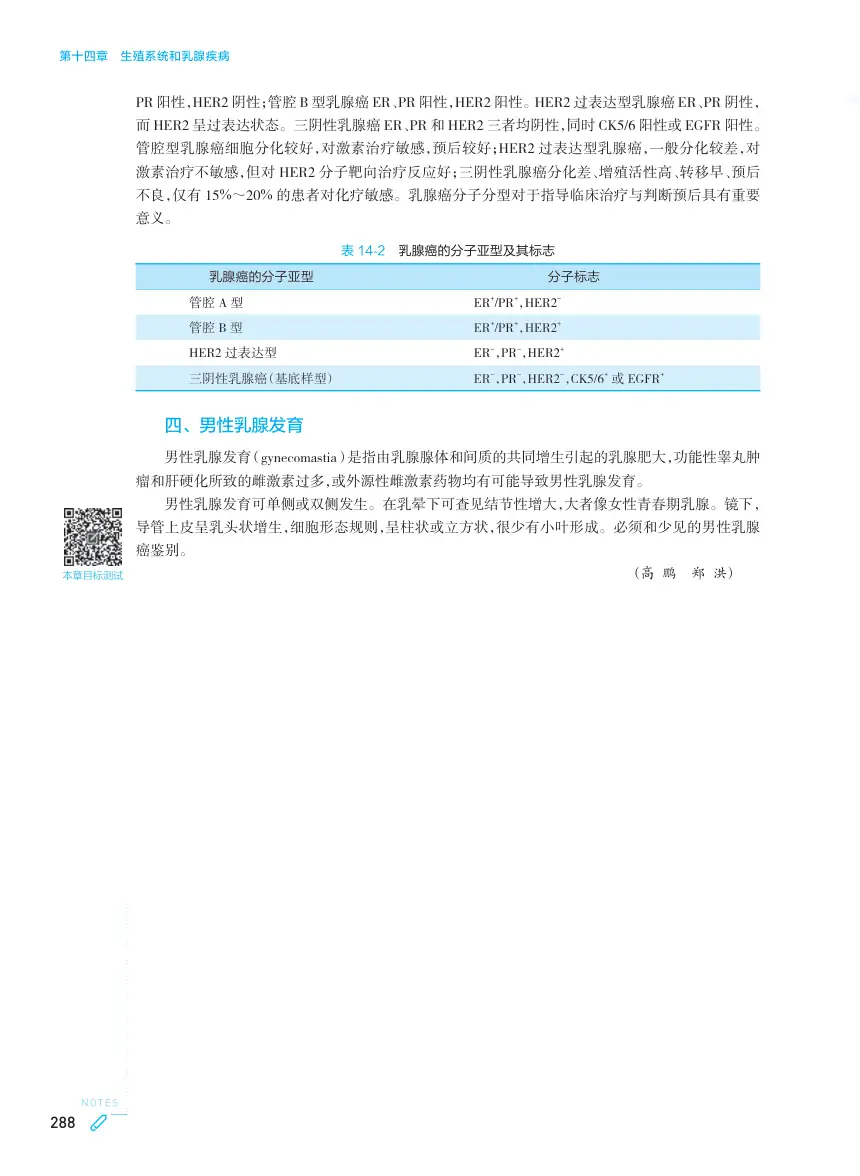 第十四章 生殖系统和乳腺疾病
PR 阳性,HER2 阴性;管腔 B 型乳腺癌 ER、PR 阳性,HER2 阳性。HER2 过表达型乳腺癌 ER、PR 阴性,
而 HER2 呈过表达状态。三阴性乳腺癌 ER、PR 和 HER2 三者均阴性,同时 CK5/6 阳性或 EGFR 阳性。
管腔型乳腺癌细胞分化较好,对激素治疗敏感,预后较好;HER2 过表达型乳腺癌,一般分化较差,对
激素治疗不敏感,但对 HER2 分子靶向治疗反应好;三阴性乳腺癌分化差、增殖活性高、转移早、预后
不良,仅有 15%～20% 的患者对化疗敏感。乳腺癌分子分型对于指导临床治疗与判断预后具有重要
意义。
表 14-2 乳腺癌的分子亚型及其标志
乳腺癌的分子亚型 分子标志
管腔 A 型 ER⁺/PR⁺,HER2⁻
管腔 B 型 ER⁺/PR⁺,HER2⁺
HER2 过表达型 ER⁻,PR⁻,HER2⁺
三阴性乳腺癌(基底样型) ER⁻,PR⁻,HER2⁻,CK5/6⁺ 或 EGFR⁺
四、男性乳腺发育
男性乳腺发育(gynecomastia)是指由乳腺腺体和间质的共同增生引起的乳腺肥大,功能性睾丸肿
瘤和肝硬化所致的雌激素过多,或外源性雌激素药物均有可能导致男性乳腺发育。
男性乳腺发育可单侧或双侧发生。在乳晕下可查见结节性增大,大者像女性青春期乳腺。镜下,
导管上皮呈乳头状增生,细胞形态规则,呈柱状或立方状,很少有小叶形成。必须和少见的男性乳腺
癌鉴别。
本章目标测试
(高 鹏 郑 洪)
NOTES
288